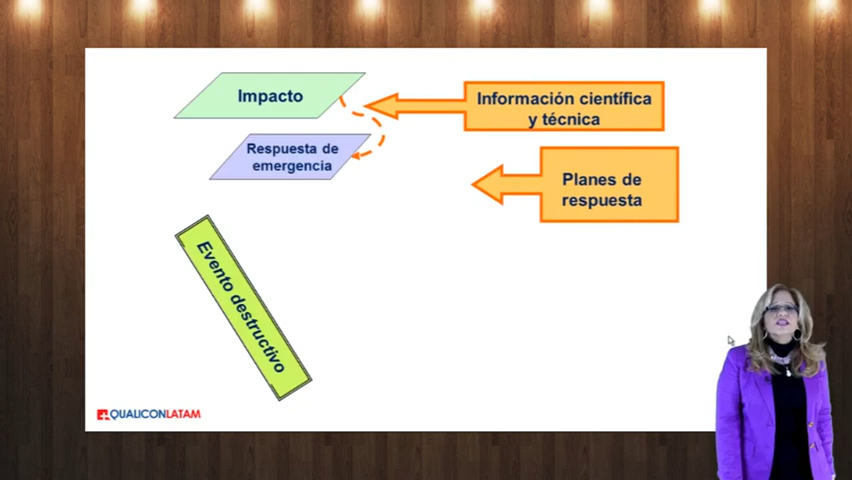 Impacto
Información científica
y técnica
Respuesta de
emergencia
Planes de
respuesta
Evento destructivo
QUALICONLATAM